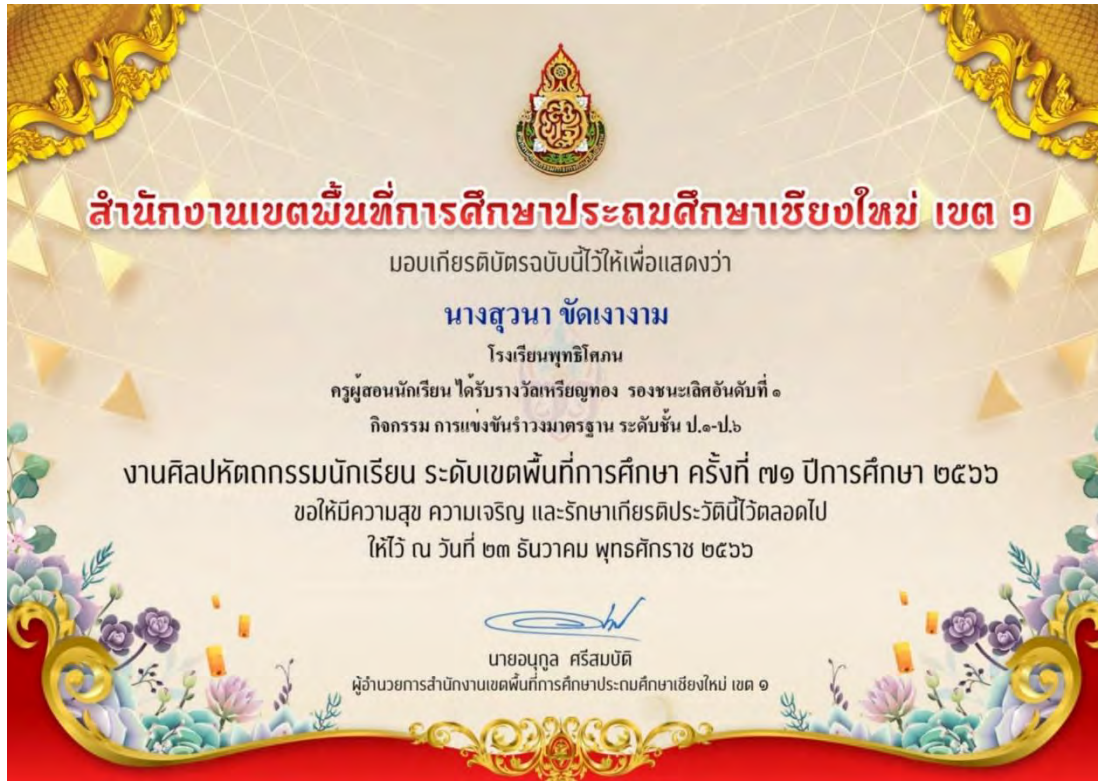 สำนักงานเขตพื้นที่การศึกษาประถมศึกษาเชียงใหม่ เขต ๑
มอบเกียรติบัตรฉบับนี้ไว้ให้เพื่อแสดงว่า
นางสุวนา ขัดเงางาม
โรงเรียนพุทธิโศภน
ครูผู้สอนนักเรียน ได้รับรางวัลเหรียญทอง รองชนะเลิศอันดับที่ ๑
กิจกรรม การแข่งขันรำวงมาตรฐาน ระดับชั้น ป.๑-ป.๖
งานศิลปหัตถกรรมนักเรียน ระดับเขตพื้นที่การศึกษา ครั้งที่ ๗๑ ปีการศึกษา ๒๕๖๖
ขอให้มีความสุข ความเจริญ และรักษาเกียรติประวัตินี้ไว้ตลอดไป
ให้ไว้ ณ วันที่ ๒๓ ธันวาคม พุทธศักราช ๒๕๖๖
นายอนุกูล ศรีสมบัติ
ผู้อำนวยการสำนักงานเขตพื้นที่การศึกษาประถมศึกษาเชียงใหม่ เขต ๑